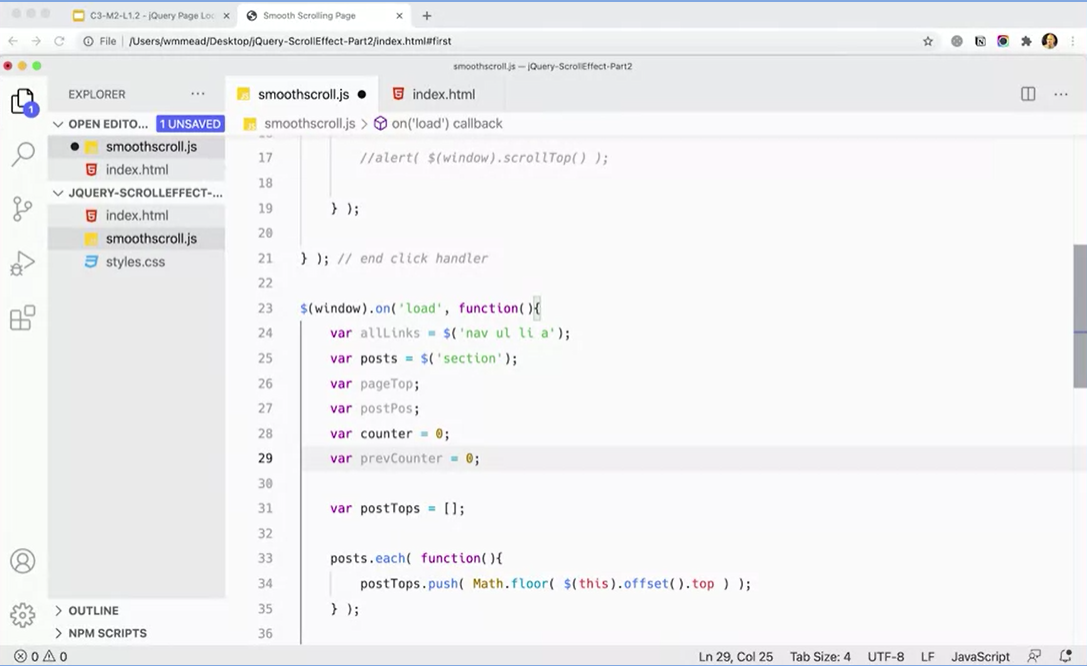 C3-M2-L1.2 - jQuery Page Loc
Smooth Scrolling Page
File
/Users/wmmead/Desktop/jQuery-ScrollEffect-Part2/index.html#first
smoothscroll.js — jQuery-ScrollEffect-Part2
1
EXPLORER
OPEN EDITO...
1 UNSAVED
smoothscroll.js
index.html
JQUERY-SCROLLEFFECT-...
index.html
smoothscroll.js
styles.css
OUTLINE
NPM SCRIPTS
smoothscroll.js
index.html
smoothscroll.js > on('load') callback
17 //alert( $(window).scrollTop() );
18
19 } );
20
21 } ); // end click handler
22
23 $(window).on('load', function(){
24 var allLinks = $('nav ul li a');
25 var posts = $('section');
26 var pageTop;
27 var postPos;
28 var counter = 0;
29 var prevCounter = 0;
30
31 var postTops = [];
32
33 posts.each( function(){
34 postTops.push( Math.floor( $(this).offset().top ) );
35 } );
36
0 0
Ln 29, Col 25
Tab Size: 4
UTF-8
LF
JavaScript